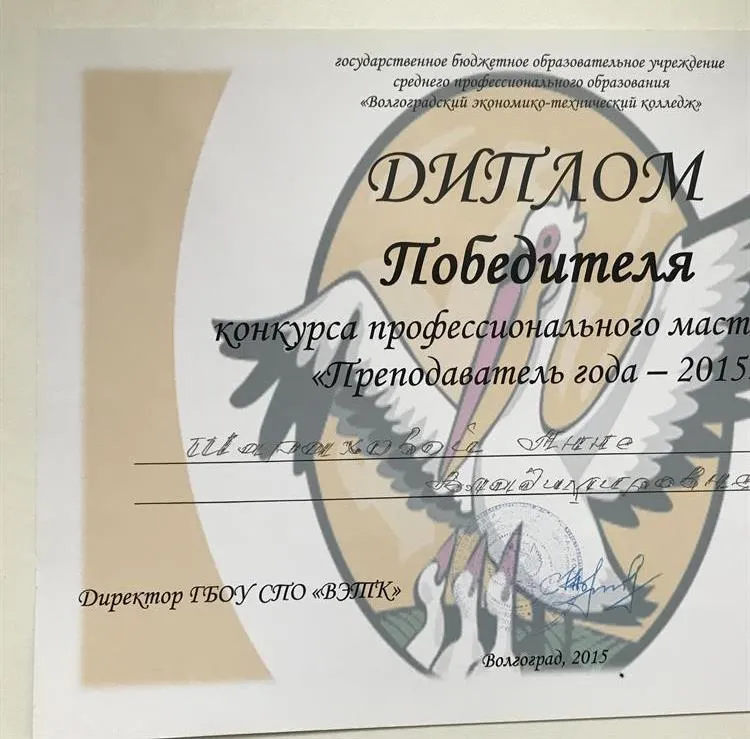 государственное бюджетное образовательное учреждение
среднего профессионального образования
«Волгоградский экономико-технический колледж»
ДИПЛОМ
Победителя
конкурса профессионального маст
«Преподаватель года – 2015
Шараховой Анне
Владимировне
Директор ГБОУ СПО «ВЭТК»
Волгоград, 2015